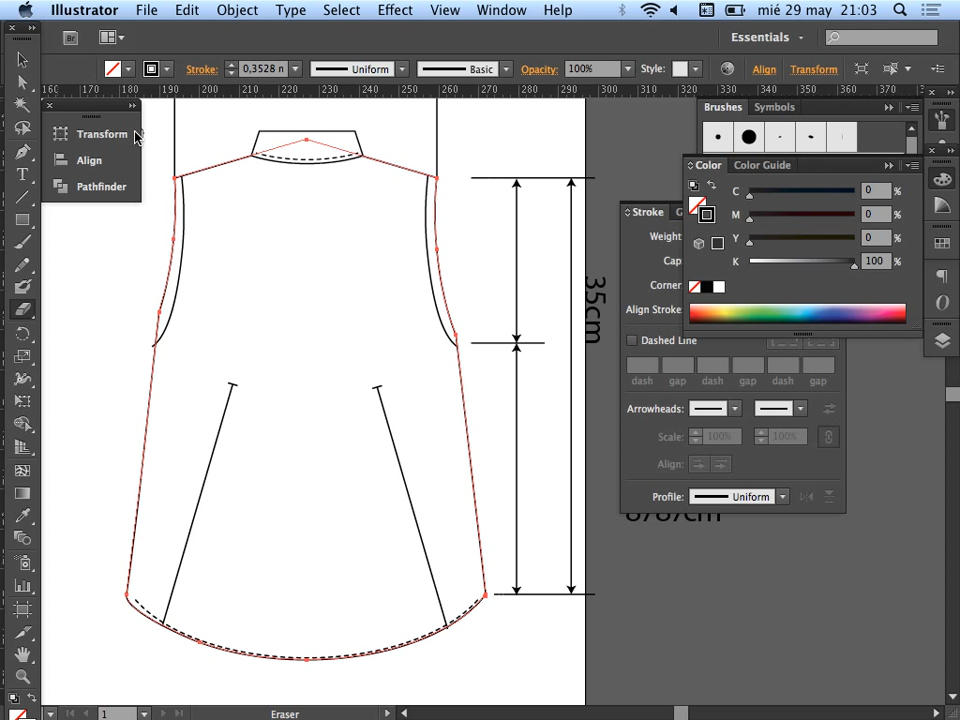 Illustrator File Edit Object Type Select Effect View Window Help mié 29 may 21:03
Br Essentials
Stroke: 0,3528 n Uniform Basic Opacity: 100% Style: Align Transform
160 170 180 190 200 210 220 230 240 250 260 270 280 290 300 310 320 330 340 350 360 370
Transform
Align
Pathfinder
Brushes Symbols
Color Color Guide
C 0 %
M 0 %
Y 0 %
K 100 %
Stroke G
Weight
Cap
Corner
Align Stroke
Dashed Line
dash gap dash gap dash gap
Arrowheads:
Scale: 100% 100%
Align:
Profile: Uniform
35cm
1 Eraser